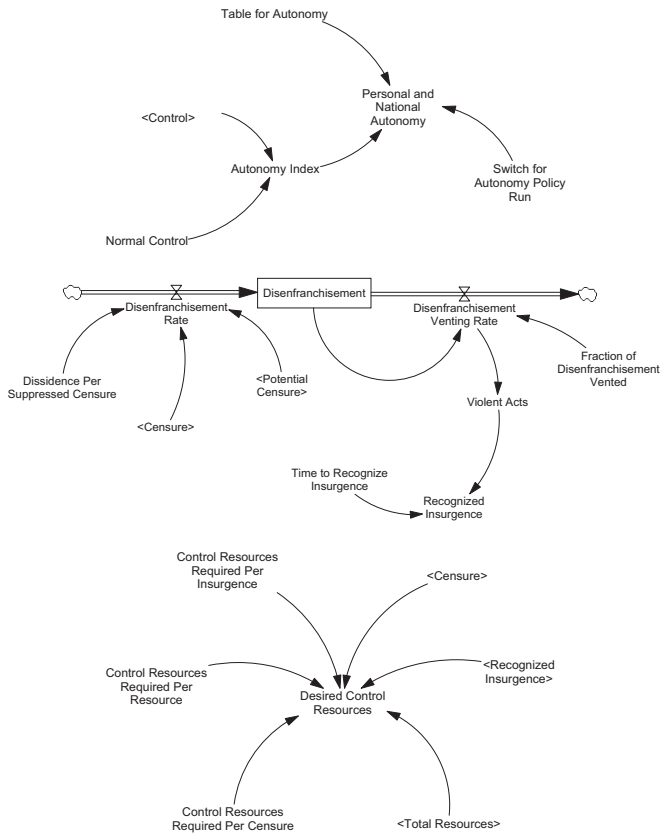 Table for Autonomy
Personal and
National
Autonomy
<Control>
Autonomy Index
Switch for
Autonomy Policy
Run
Normal Control
Disenfranchisement
Disenfranchisement
Rate
Disenfranchisement
Venting Rate
Dissidence Per
Suppressed Censure
<Potential
Censure>
Fraction of
Disenfranchisement
Vented
<Censure>
Violent Acts
Time to Recognize
Insurgence
Recognized
Insurgence
Control Resources
Required Per
Insurgence
<Censure>
Control Resources
Required Per
Resource
<Recognized
Insurgence>
Desired Control
Resources
Control Resources
Required Per Censure
<Total Resources>